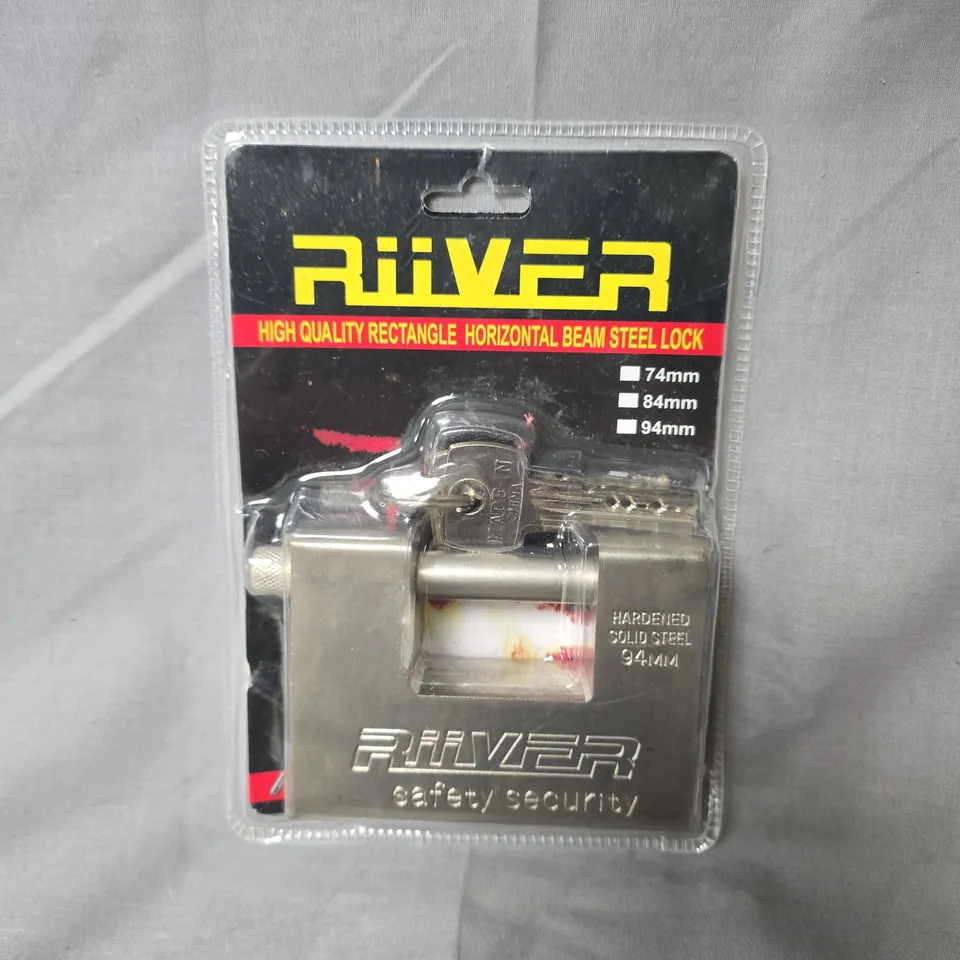 RiiVER
HIGH QUALITY RECTANGLE HORIZONTAL BEAM STEEL LOCK
74mm
84mm
94mm
MADE IN
CHINA
HARDENED
SOLID STEEL
94MM
RiiVER
safety security